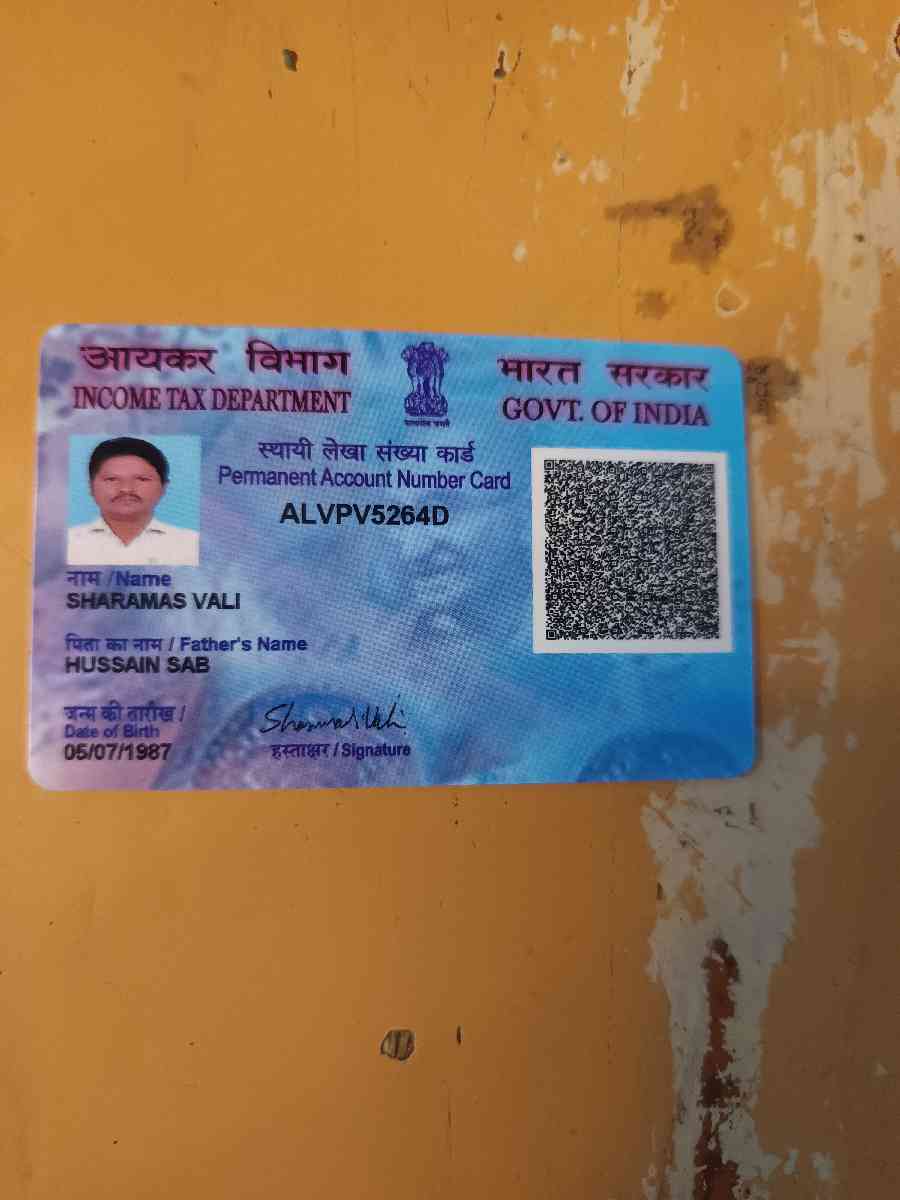 आयकर विभाग
INCOME TAX DEPARTMENT
भारत सरकार
GOVT. OF INDIA
स्थायी लेखा संख्या कार्ड
Permanent Account Number Card
ALVPV5264D
नाम /Name
SHARAMAS VALI
पिता का नाम / Father's Name
HUSSAIN SAB
जन्म की तारीख /
Date of Birth
05/07/1987
हस्ताक्षर / Signature